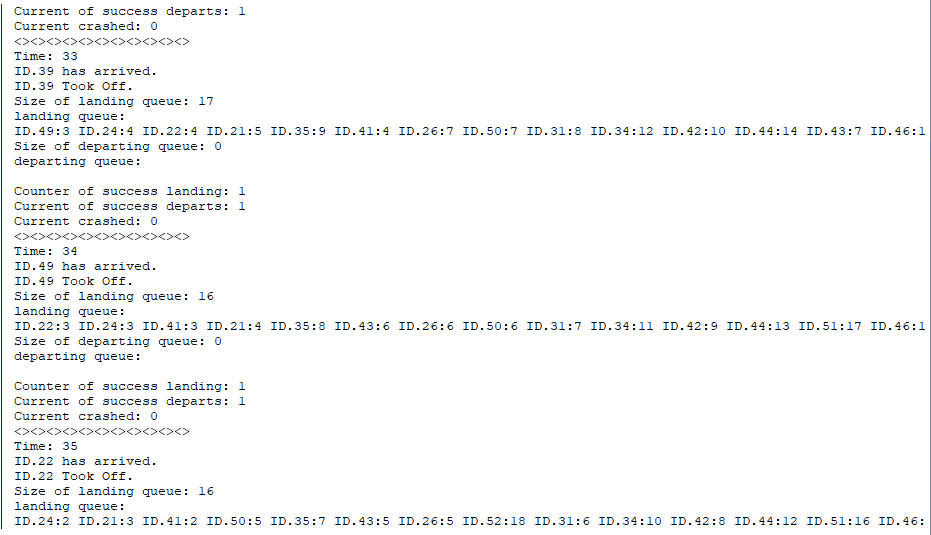 Current of success departs: 1
Current crashed: 0
<><><><><><><><><><><>
Time: 33
ID.39 has arrived.
ID.39 Took Off.
Size of landing queue: 17
landing queue:
ID.49:3 ID.24:4 ID.22:4 ID.21:5 ID.35:9 ID.41:4 ID.26:7 ID.50:7 ID.31:8 ID.34:12 ID.42:10 ID.44:14 ID.43:7 ID.46:1
Size of departing queue: 0
departing queue:
Counter of success landing: 1
Current of success departs: 1
Current crashed: 0
<><><><><><><><><><><>
Time: 34
ID.49 has arrived.
ID.49 Took Off.
Size of landing queue: 16
landing queue:
ID.22:3 ID.24:3 ID.41:3 ID.21:4 ID.35:8 ID.43:6 ID.26:6 ID.50:6 ID.31:7 ID.34:11 ID.42:9 ID.44:13 ID.51:17 ID.46:1
Size of departing queue: 0
departing queue:
Counter of success landing: 1
Current of success departs: 1
Current crashed: 0
<><><><><><><><><><><>
Time: 35
ID.22 has arrived.
ID.22 Took Off.
Size of landing queue: 16
landing queue:
ID.24:2 ID.21:3 ID.41:2 ID.50:5 ID.35:7 ID.43:5 ID.26:5 ID.52:18 ID.31:6 ID.34:10 ID.42:8 ID.44:12 ID.51:16 ID.46: